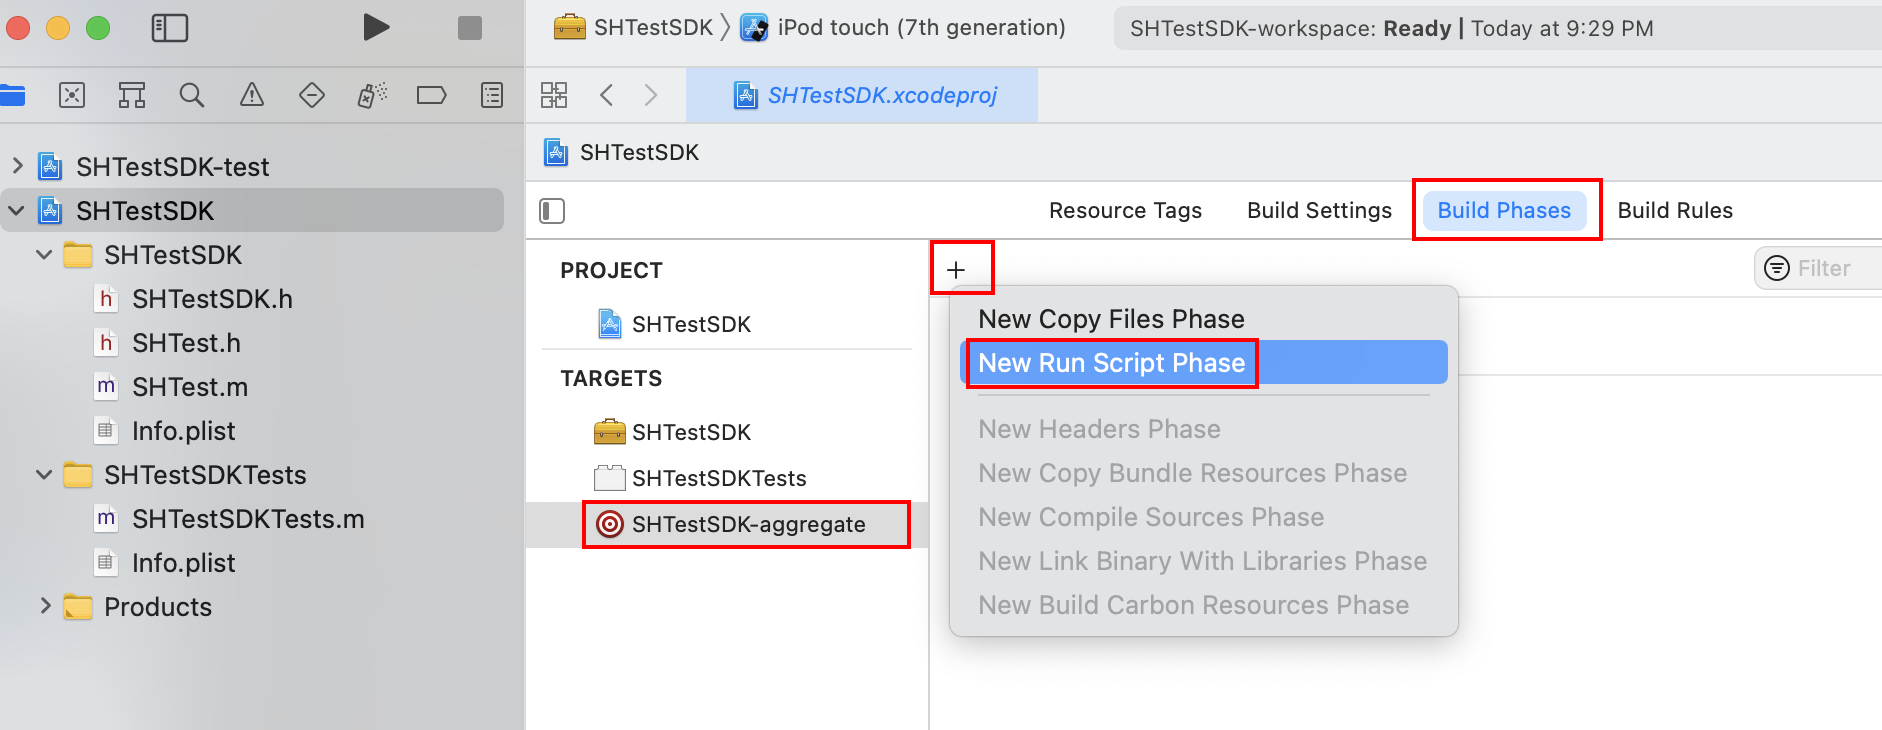 SHTestSDK
iPod touch (7th generation)
SHTestSDK-workspace: Ready | Today at 9:29 PM
SHTestSDK.xcodeproj
SHTestSDK
Resource Tags
Build Settings
Build Phases
Build Rules
SHTestSDK-test
SHTestSDK
SHTestSDK
h SHTestSDK.h
h SHTest.h
m SHTest.m
Info.plist
SHTestSDKTests
m SHTestSDKTests.m
Info.plist
Products
PROJECT
SHTestSDK
TARGETS
SHTestSDK
SHTestSDKTests
SHTestSDK-aggregate
+
Filter
New Copy Files Phase
New Run Script Phase
New Headers Phase
New Copy Bundle Resources Phase
New Compile Sources Phase
New Link Binary With Libraries Phase
New Build Carbon Resources Phase